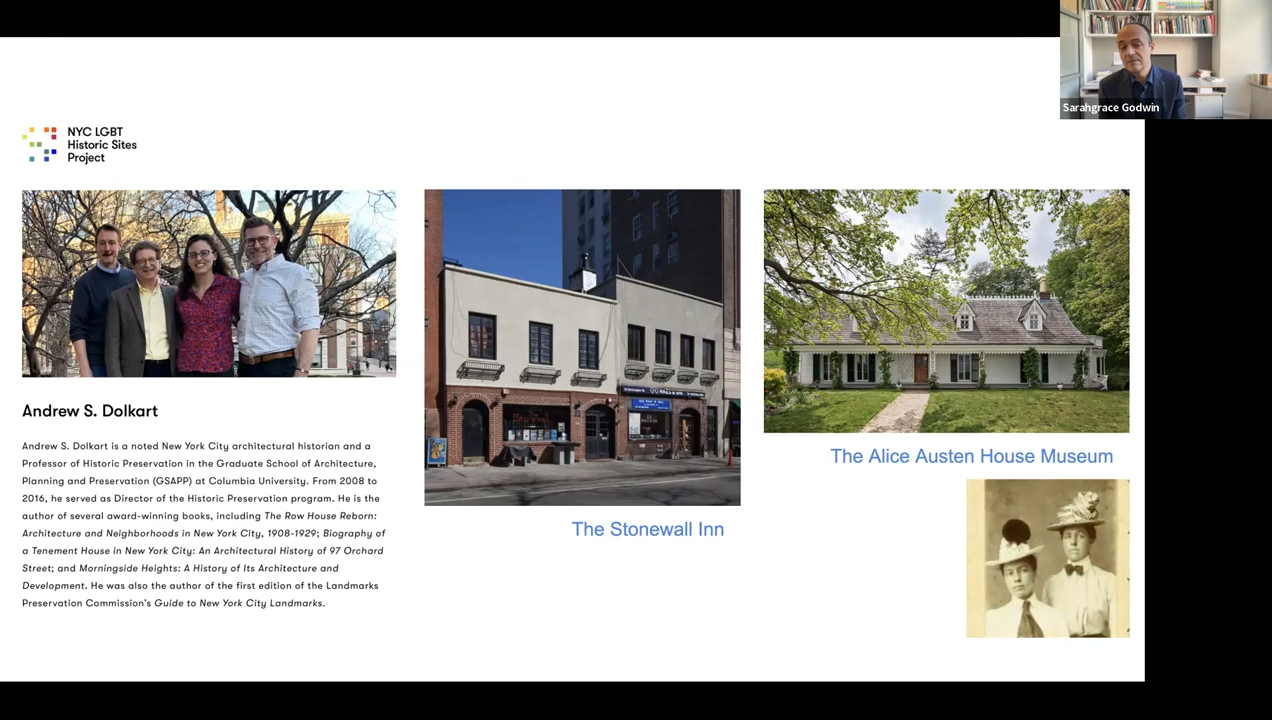 Sarahgrace Godwin
NYC LGBT
Historic Sites
Project
Andrew S. Dolkart
Andrew S. Dolkart is a noted New York City architectural historian and a
Professor of Historic Preservation in the Graduate School of Architecture,
Planning and Preservation (GSAPP) at Columbia University. From 2008 to
2016, he served as Director of the Historic Preservation program. He is the
author of several award-winning books, including The Row House Reborn:
Architecture and Neighborhoods in New York City, 1908-1929; Biography of
a Tenement House in New York City: An Architectural History of 97 Orchard
Street; and Morningside Heights: A History of Its Architecture and
Development. He was also the author of the first edition of the Landmarks
Preservation Commission's Guide to New York City Landmarks.
The Stonewall Inn
The Alice Austen House Museum